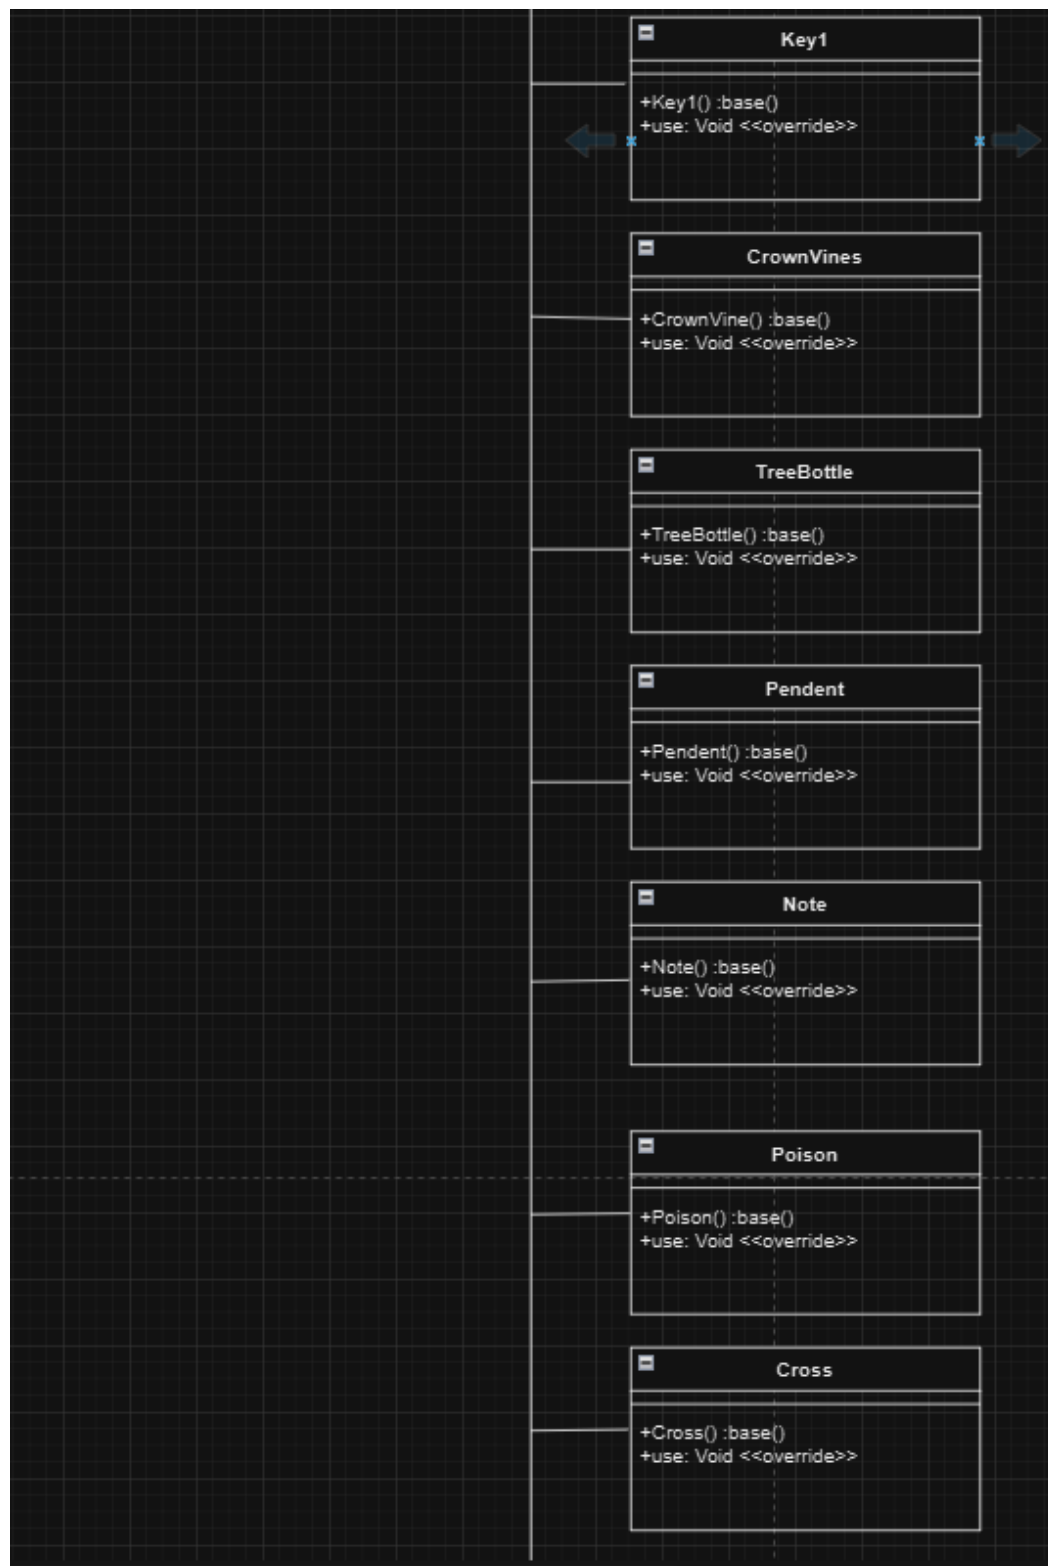 Key1
+Key1() :base()
+use: Void <<override>>
CrownVines
+CrownVine() :base()
+use: Void <<override>>
TreeBottle
+TreeBottle() :base()
+use: Void <<override>>
Pendent
+Pendent() :base()
+use: Void <<override>>
Note
+Note() :base()
+use: Void <<override>>
Poison
+Poison() :base()
+use: Void <<override>>
Cross
+Cross() :base()
+use: Void <<override>>